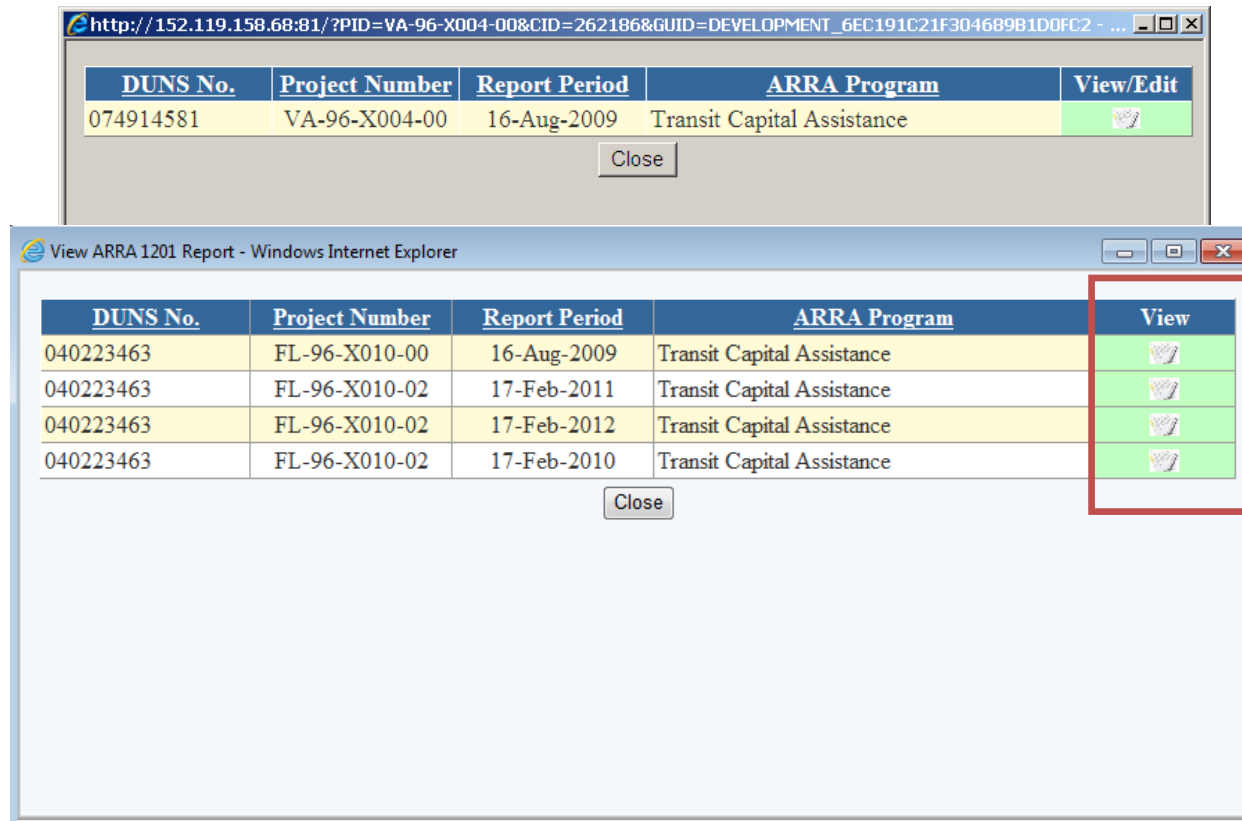 http://152.119.158.68:81/?PID=VA-96-X004-00&CID=262186&GUID=DEVELOPMENT_6EC191C21F304689B1D0FC2 - ...
DUNS No. Project Number Report Period ARRA Program View/Edit
074914581 VA-96-X004-00 16-Aug-2009 Transit Capital Assistance
Close
View ARRA 1201 Report - Windows Internet Explorer
DUNS No. Project Number Report Period ARRA Program View
040223463 FL-96-X010-00 16-Aug-2009 Transit Capital Assistance
040223463 FL-96-X010-02 17-Feb-2011 Transit Capital Assistance
040223463 FL-96-X010-02 17-Feb-2012 Transit Capital Assistance
040223463 FL-96-X010-02 17-Feb-2010 Transit Capital Assistance
Close